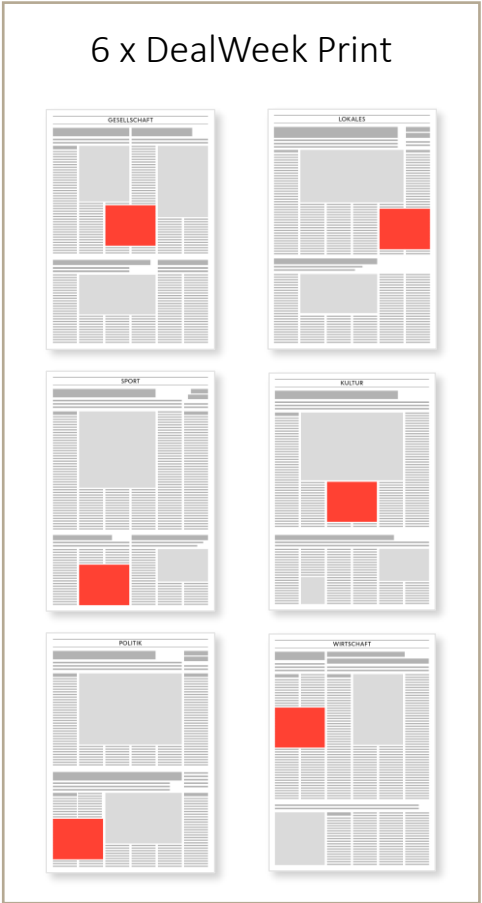 6 x DealWeek Print
GESELLSCHAFT
LOKALES
SPORT
KULTUR
POLITIK
WIRTSCHAFT